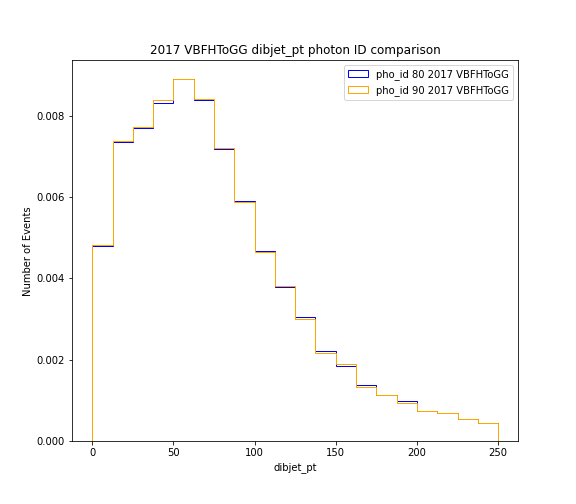 2017 VBFHToGG dibjet_pt photon ID comparison
pho_id 80 2017 VBFHToGG
pho_id 90 2017 VBFHToGG
Number of Events
0.008
0.006
0.004
0.002
0.000
0 50 100 150 200 250
dibjet_pt